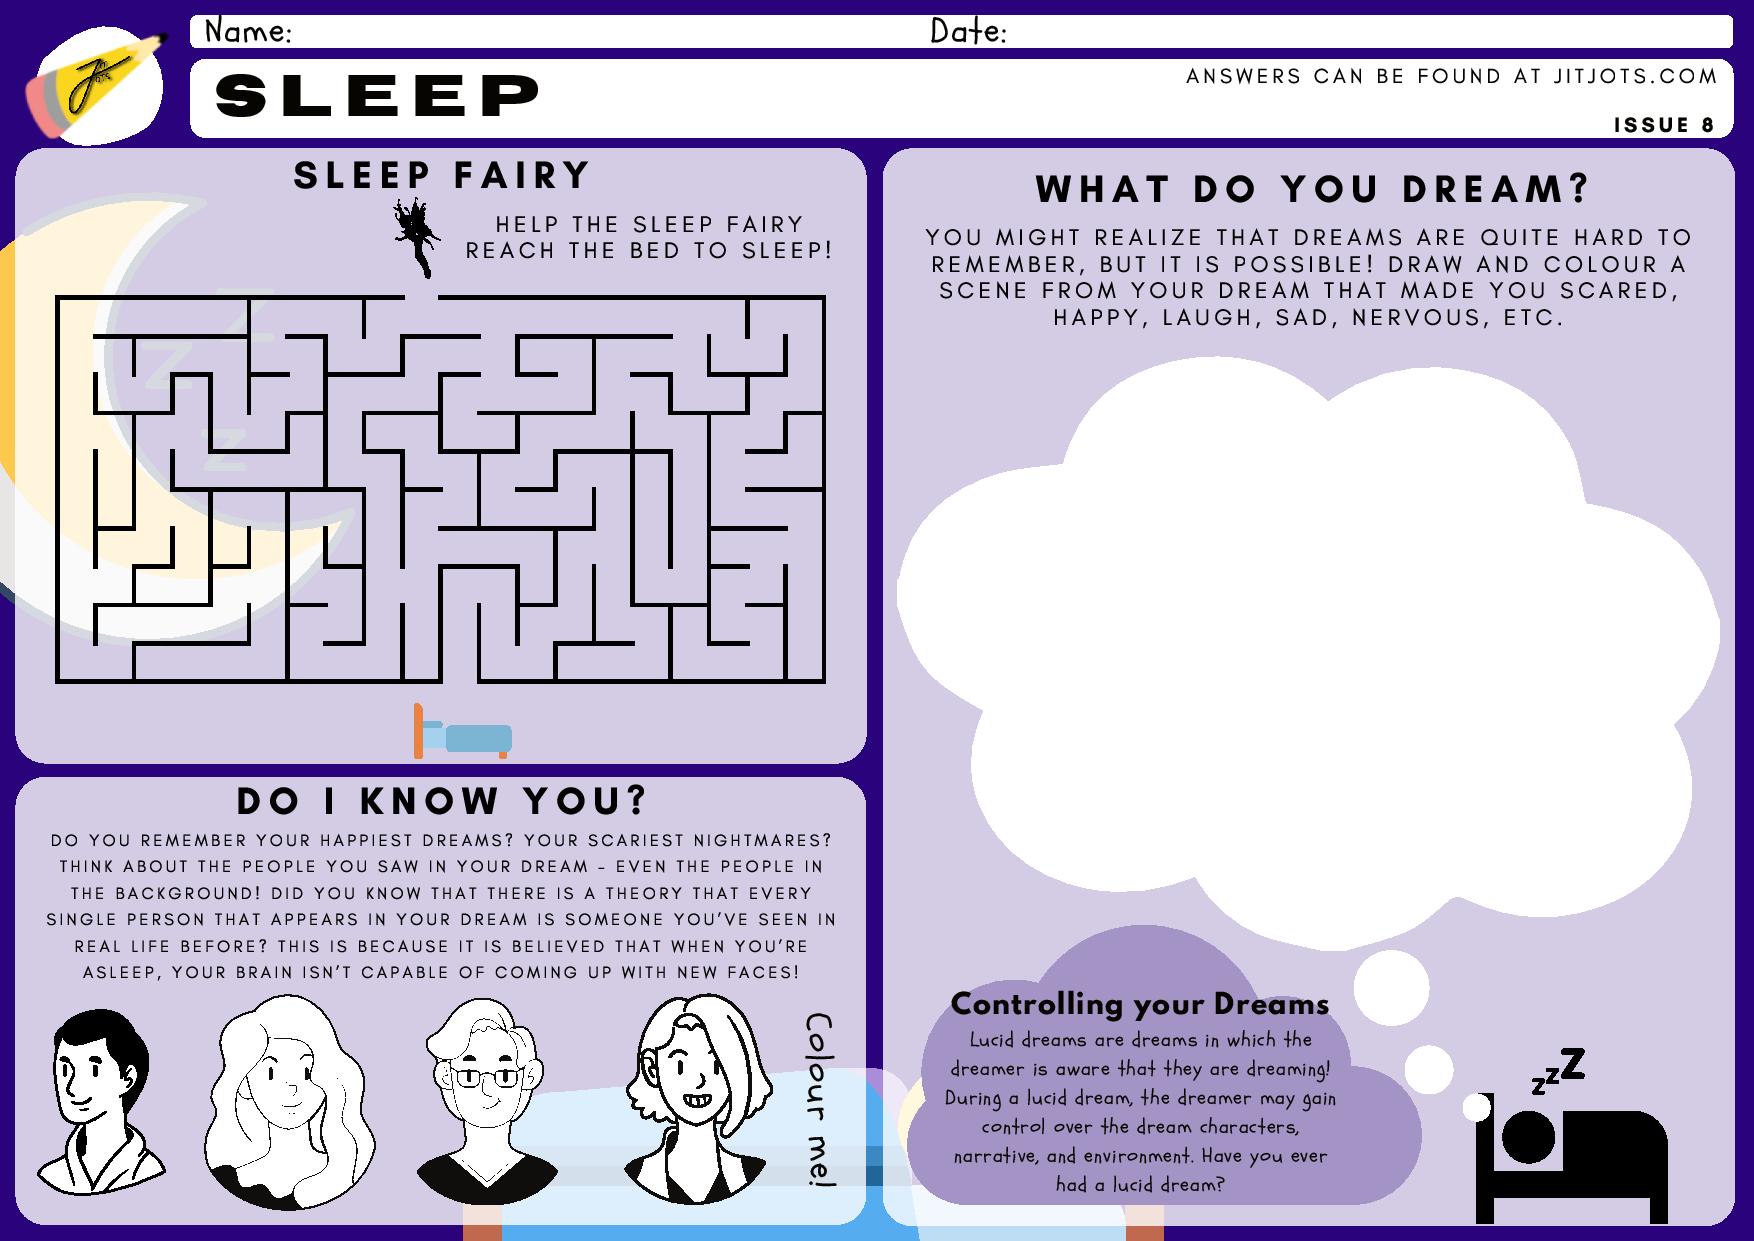 Name:
Date:
SLEEP
ANSWERS CAN BE FOUND AT JITJOTS.COM
ISSUE 8
SLEEP FAIRY
HELP THE SLEEP FAIRY
REACH THE BED TO SLEEP!
Z
Z
Z
DO I KNOW YOU?
DO YOU REMEMBER YOUR HAPPIEST DREAMS? YOUR SCARIEST NIGHTMARES?
THINK ABOUT THE PEOPLE YOU SAW IN YOUR DREAM - EVEN THE PEOPLE IN
THE BACKGROUND! DID YOU KNOW THAT THERE IS A THEORY THAT EVERY
SINGLE PERSON THAT APPEARS IN YOUR DREAM IS SOMEONE YOU'VE SEEN IN
REAL LIFE BEFORE? THIS IS BECAUSE IT IS BELIEVED THAT WHEN YOU'RE
ASLEEP, YOUR BRAIN ISN'T CAPABLE OF COMING UP WITH NEW FACES!
Colour me!
WHAT DO YOU DREAM?
YOU MIGHT REALIZE THAT DREAMS ARE QUITE HARD TO
REMEMBER, BUT IT IS POSSIBLE! DRAW AND COLOUR A
SCENE FROM YOUR DREAM THAT MADE YOU SCARED,
HAPPY, LAUGH, SAD, NERVOUS, ETC.
Controlling your Dreams
Lucid dreams are dreams in which the
dreamer is aware that they are dreaming!
During a lucid dream, the dreamer may gain
control over the dream characters,
narrative, and environment. Have you ever
had a lucid dream?
zzZ